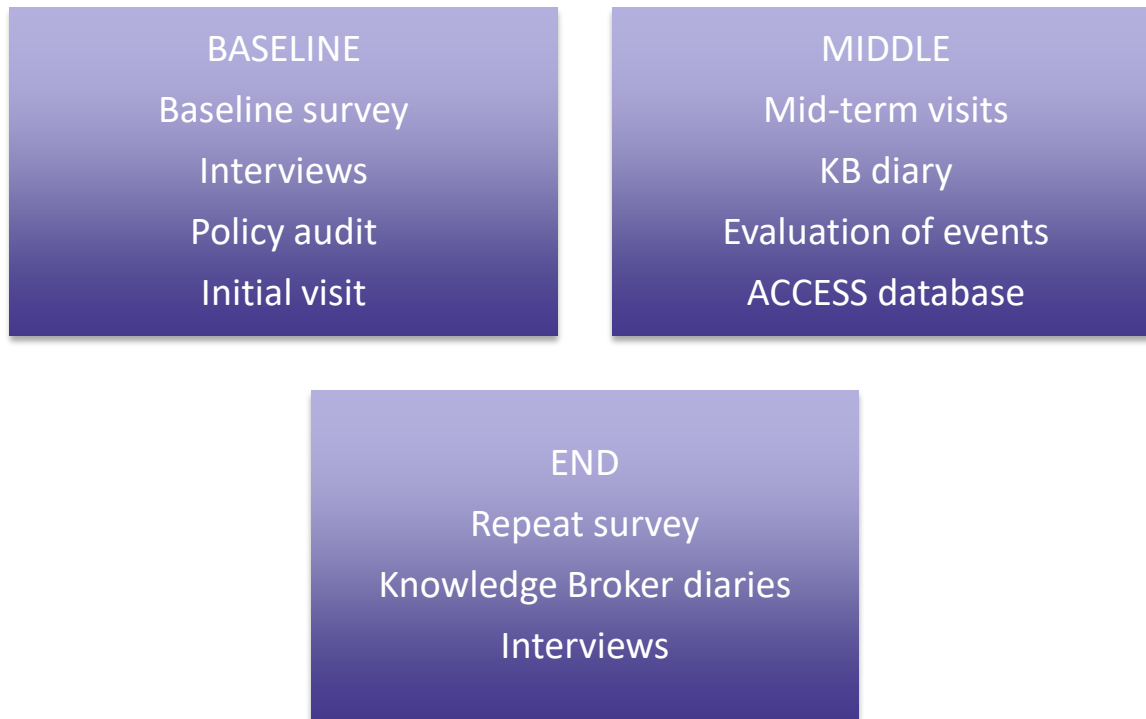 BASELINE
Baseline survey
Interviews
Policy audit
Initial visit
MIDDLE
Mid-term visits
KB diary
Evaluation of events
ACCESS database
END
Repeat survey
Knowledge Broker diaries
Interviews